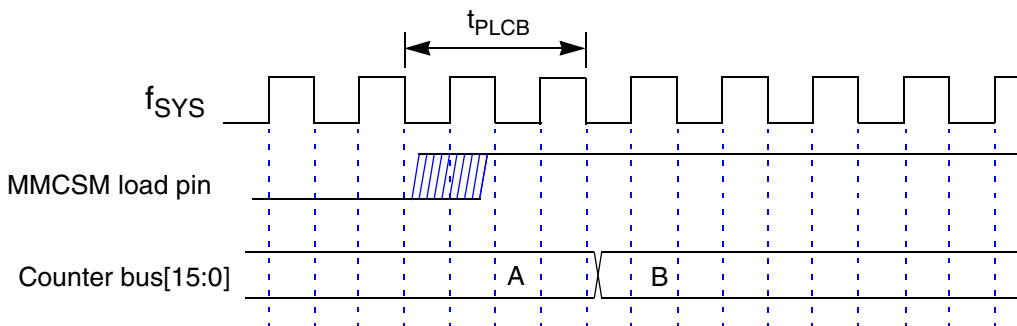 tPLCB
fSYS
MMCSM load pin
Counter bus[15:0]
A
B